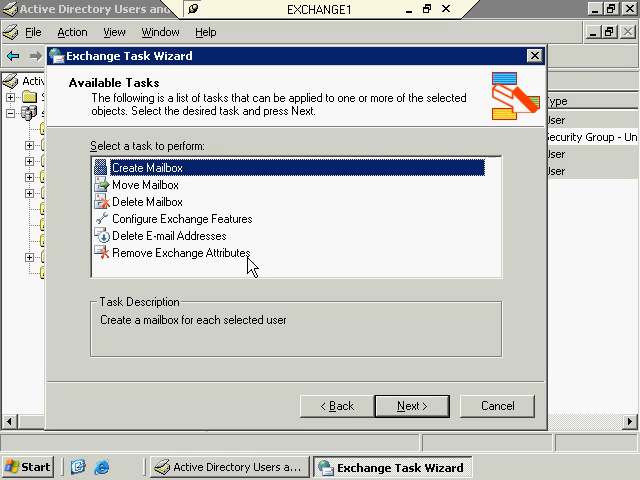 Active Directory Users and
EXCHANGE1
File Action View Window Help
Exchange Task Wizard
Available Tasks
The following is a list of tasks that can be applied to one or more of the selected
objects. Select the desired task and press Next.
Activ
Type
User
Security Group - Un
User
User
Select a task to perform:
Create Mailbox
Move Mailbox
Delete Mailbox
Configure Exchange Features
Delete E-mail Addresses
Remove Exchange Attributes
Task Description
Create a mailbox for each selected user
< Back
Next >
Cancel
Start
Active Directory Users a...
Exchange Task Wizard